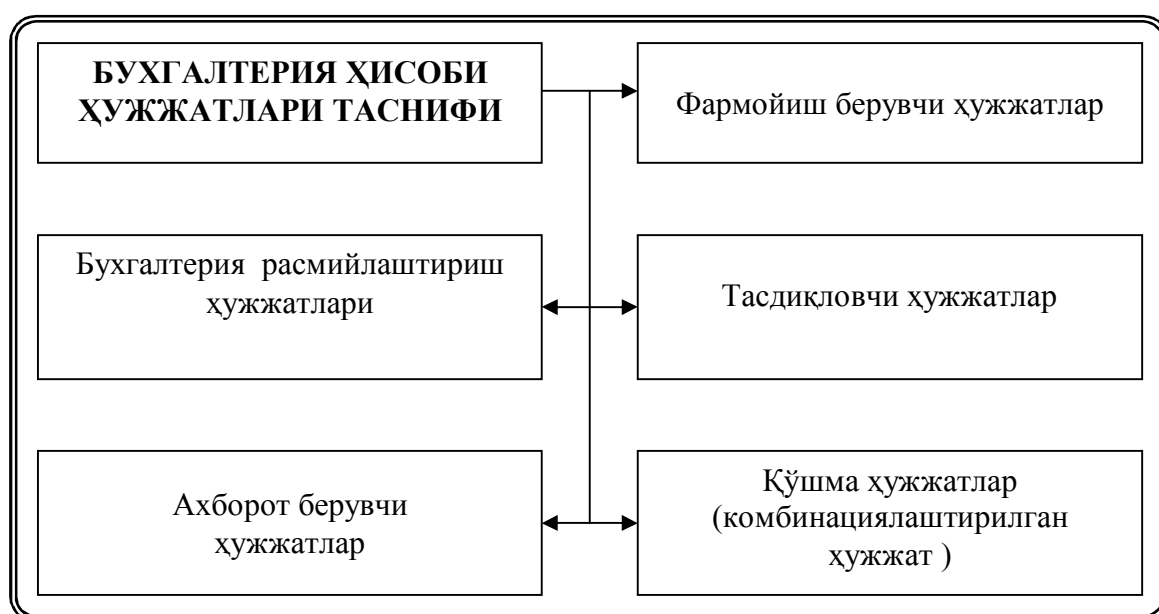 БУХГАЛТЕРИЯ ҲИСОБИ
ҲУЖЖАТЛАРИ ТАСНИФИ
Фармойиш берувчи ҳужжатлар
Бухгалтерия расмийлаштириш
ҳужжатлари
Тасдиқловчи ҳужжатлар
Ахборот берувчи
ҳужжатлар
Қўшма ҳужжатлар
(комбинациялаштирилган
ҳужжат )